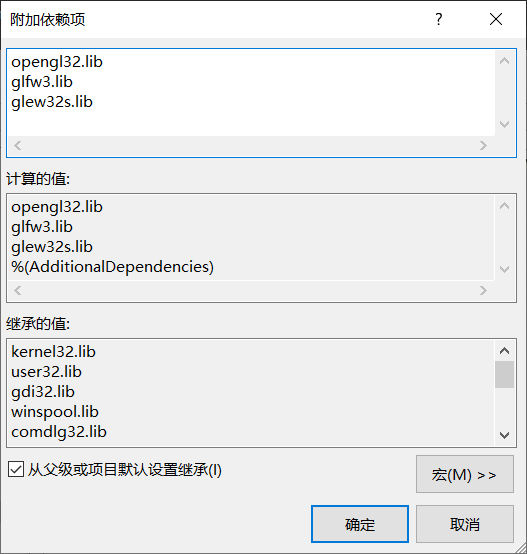 附加依赖项
?
opengl32.lib
glfw3.lib
glew32s.lib
计算的值:
opengl32.lib
glfw3.lib
glew32s.lib
%(AdditionalDependencies)
继承的值:
kernel32.lib
user32.lib
gdi32.lib
winspool.lib
comdlg32.lib
从父级或项目默认设置继承(I)
宏(M) >>
确定
取消